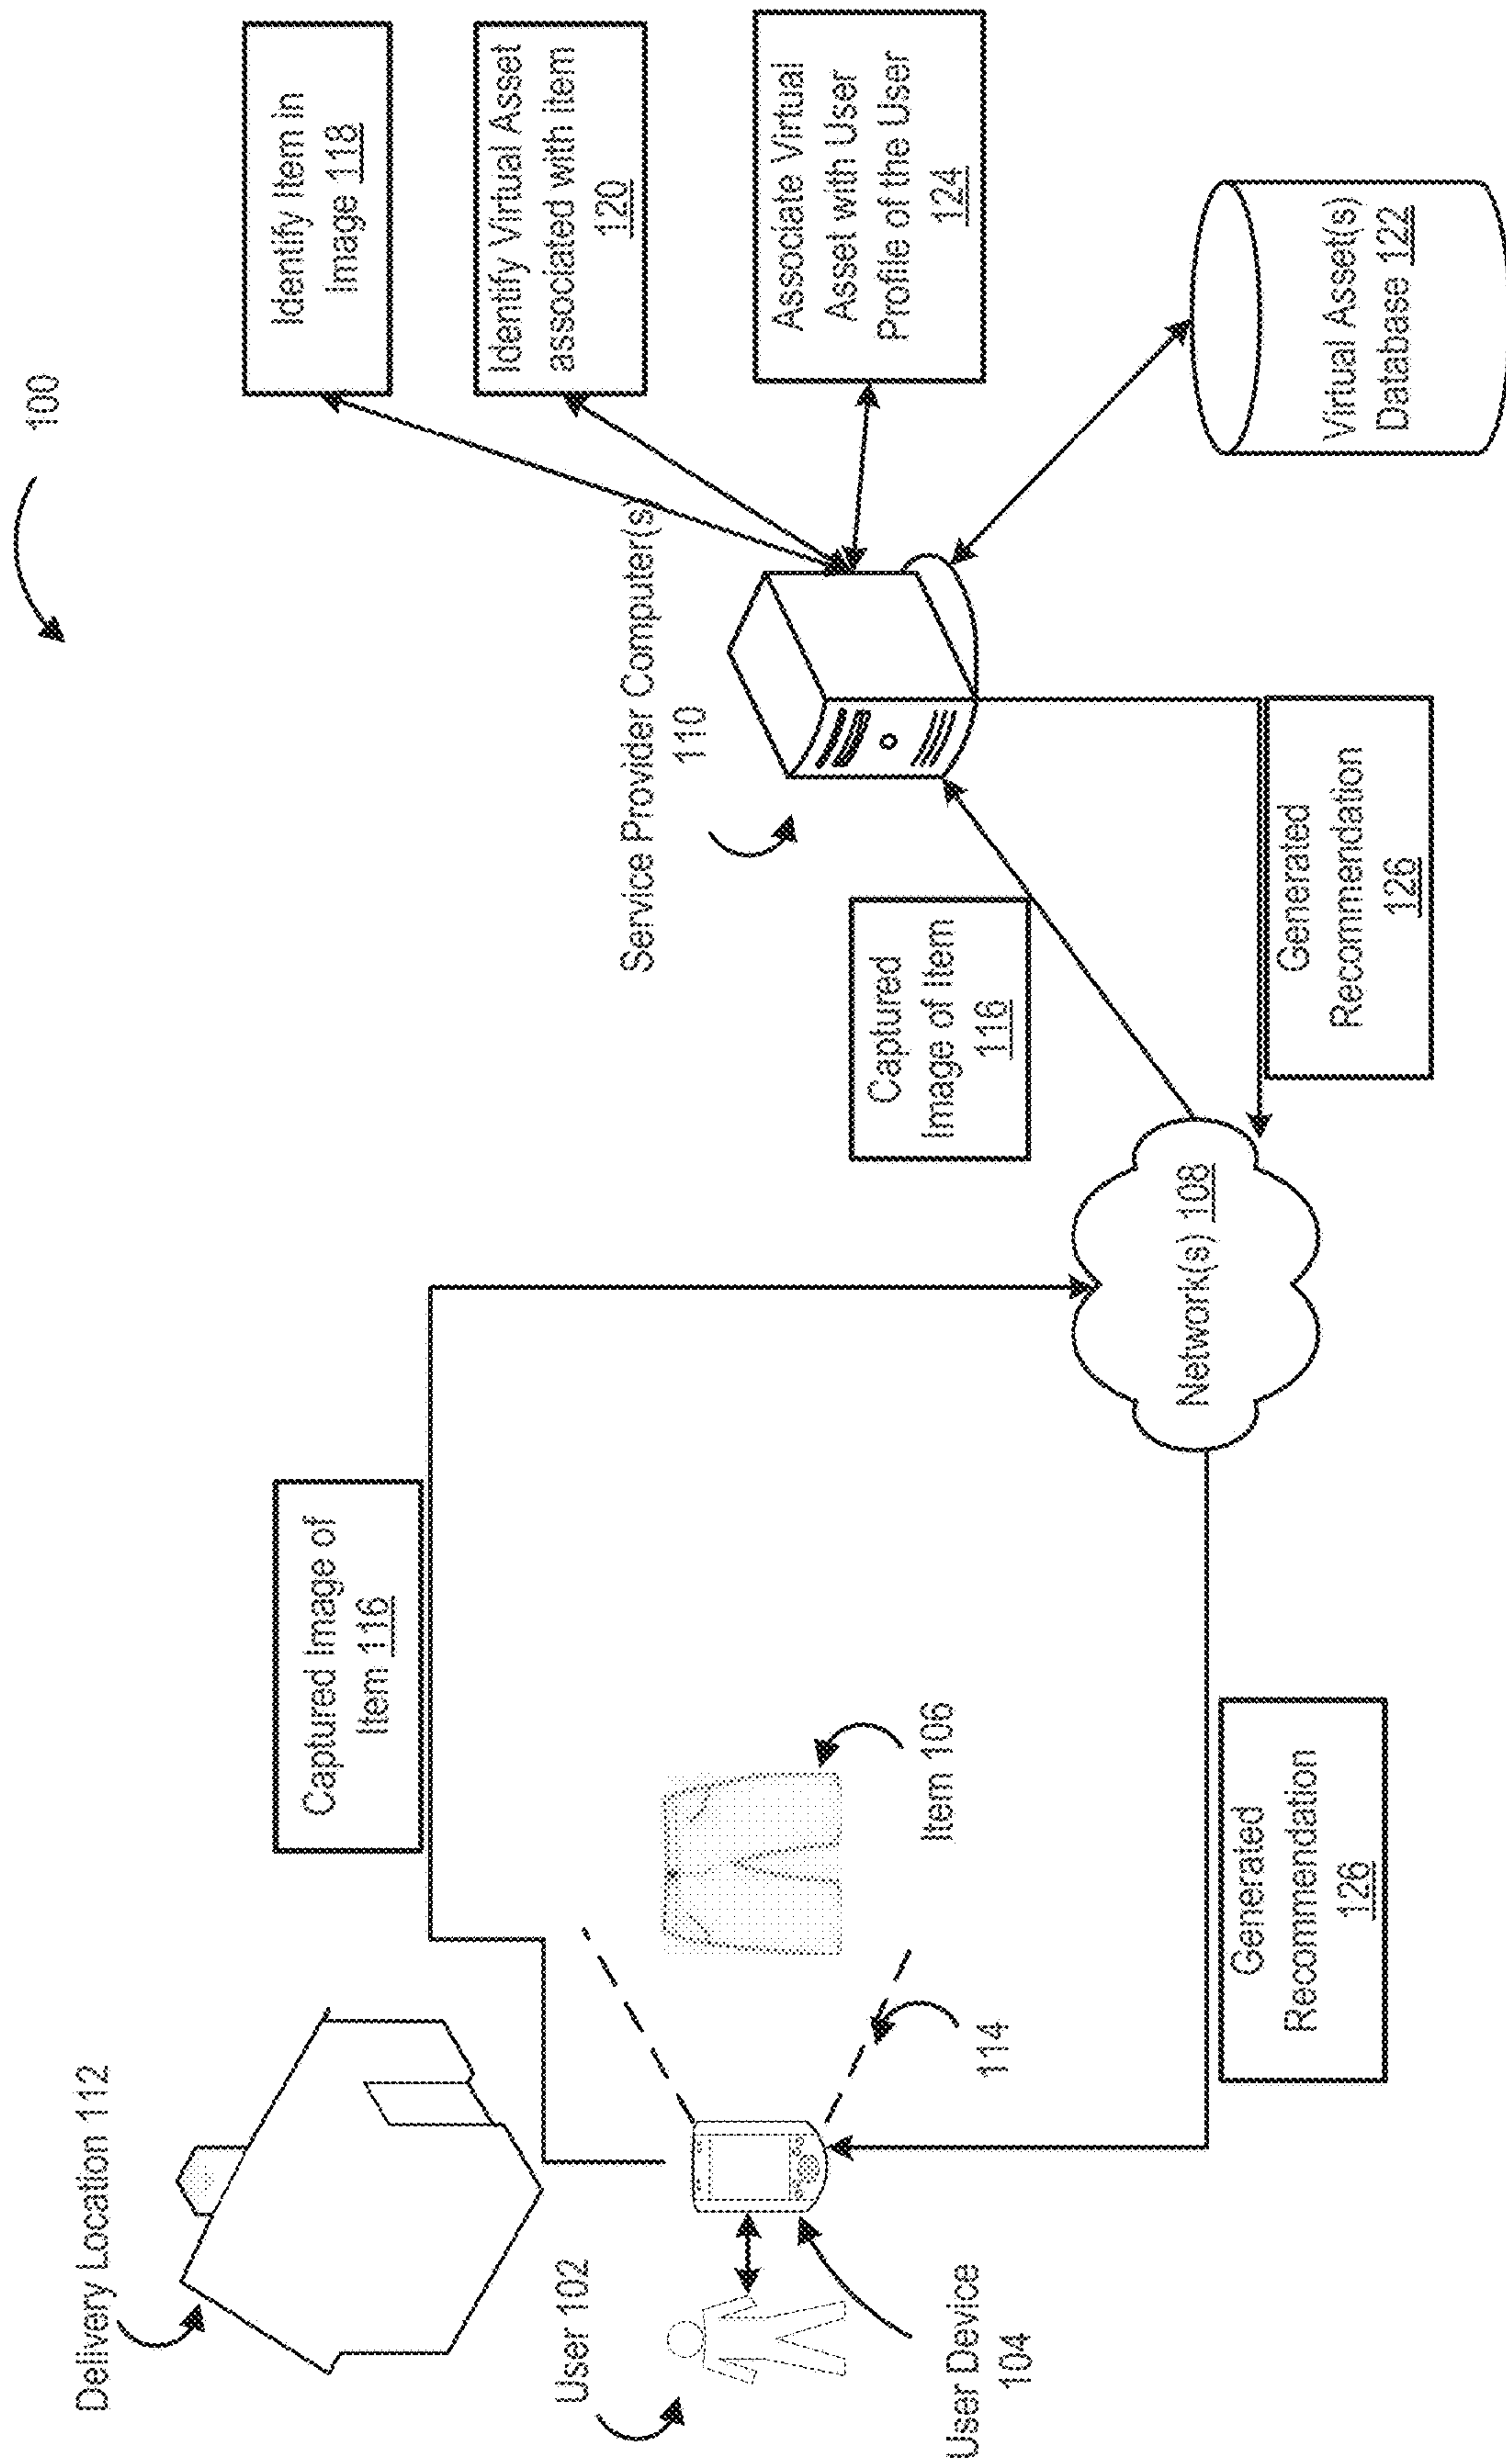 100
Delivery Location 112
Captured Image of
Item 116
Identify Item in
Image 118
Identify Virtual Asset
associated with item
120
Associate Virtual
Asset with User
Profile of the User
124
Service Provider Computer(s)
110
User 102
User Device
104
114
Item 106
Captured
Image of Item
116
Network(s) 108
Virtual Asset(s)
Database 122
Generated
Recommendation
126
Generated
Recommendation
126